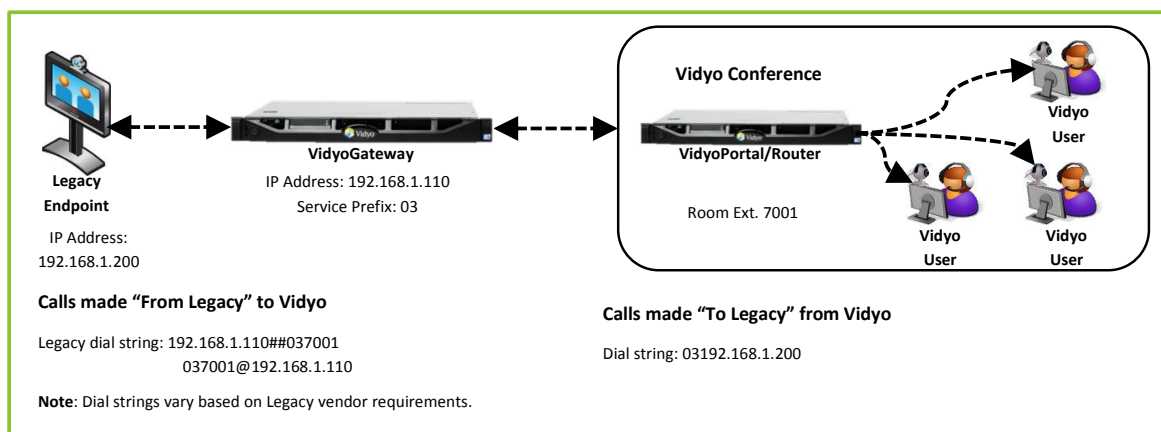 Vidyo Conference
Vidyo
User
Vidyo
VidyoGateway
IP Address: 192.168.1.110
Service Prefix: 03
Vidyo
VidyoPortal/Router
Room Ext. 7001
Legacy
Endpoint
IP Address:
192.168.1.200
Vidyo
User
Vidyo
User
Calls made “From Legacy” to Vidyo
Legacy dial string: 192.168.1.110##037001
037001@192.168.1.110
Note: Dial strings vary based on Legacy vendor requirements.
Calls made “To Legacy” from Vidyo
Dial string: 03192.168.1.200